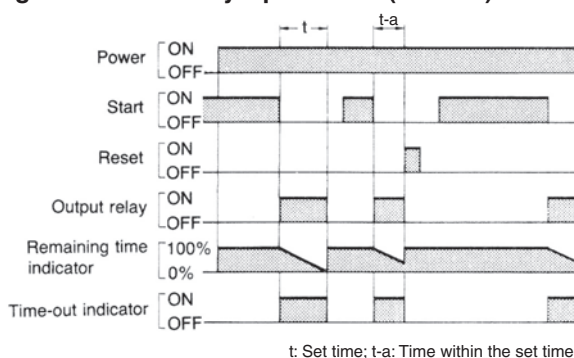 t
t-a
Power
ON
OFF
Start
ON
OFF
Reset
ON
OFF
Output relay
ON
OFF
Remaining time
indicator
100%
0%
Time-out indicator
ON
OFF
t: Set time; t-a: Time within the set time